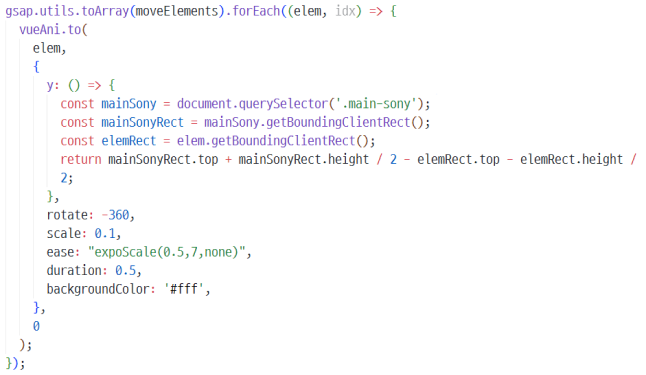 gsap.utils.toArray(moveElements).forEach((elem, idx) => {
  vueAni.to(
    elem,
    {
      y: () => {
        const mainSony = document.querySelector('.main-sony');
        const mainSonyRect = mainSony.getBoundingClientRect();
        const elemRect = elem.getBoundingClientRect();
        return mainSonyRect.top + mainSonyRect.height / 2 - elemRect.top - elemRect.height /
        2;
      },
      rotate: -360,
      scale: 0.1,
      ease: "expoScale(0.5,7,none)",
      duration: 0.5,
      backgroundColor: '#fff',
    },
    0
  );
});